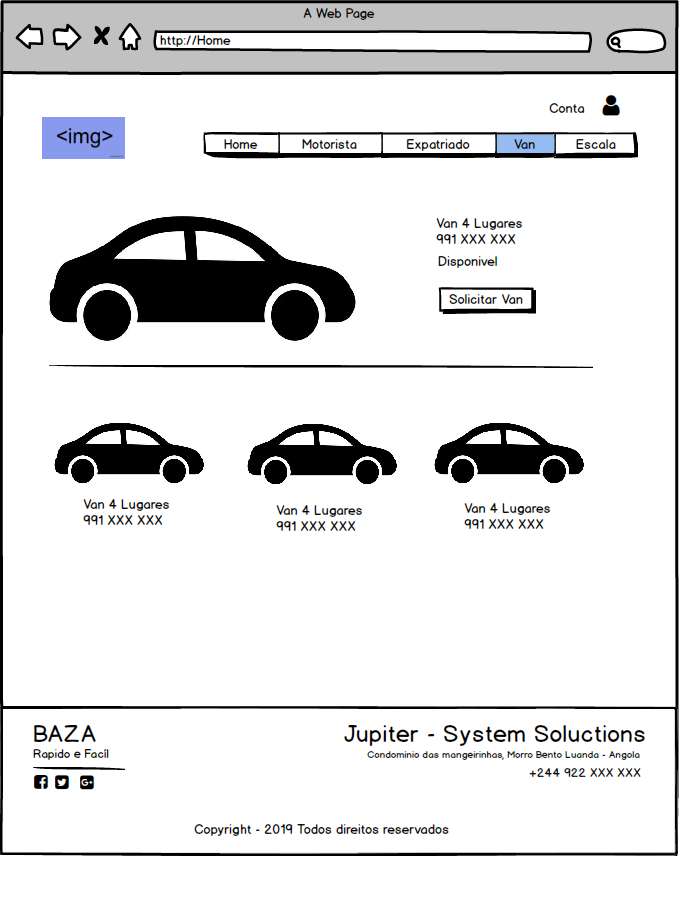 A Web Page
http://Home
Conta
<img>
Home Motorista Expatriado Van Escala
Van 4 Lugares
991 XXX XXX
Disponivel
Solicitar Van
Van 4 Lugares
991 XXX XXX
Van 4 Lugares
991 XXX XXX
Van 4 Lugares
991 XXX XXX
BAZA
Rapido e Facíl
Jupiter - System Soluctions
Condominio das mangeirinhas, Morro Bento Luanda - Angola
+244 922 XXX XXX
Copyright - 2019 Todos direitos reservados